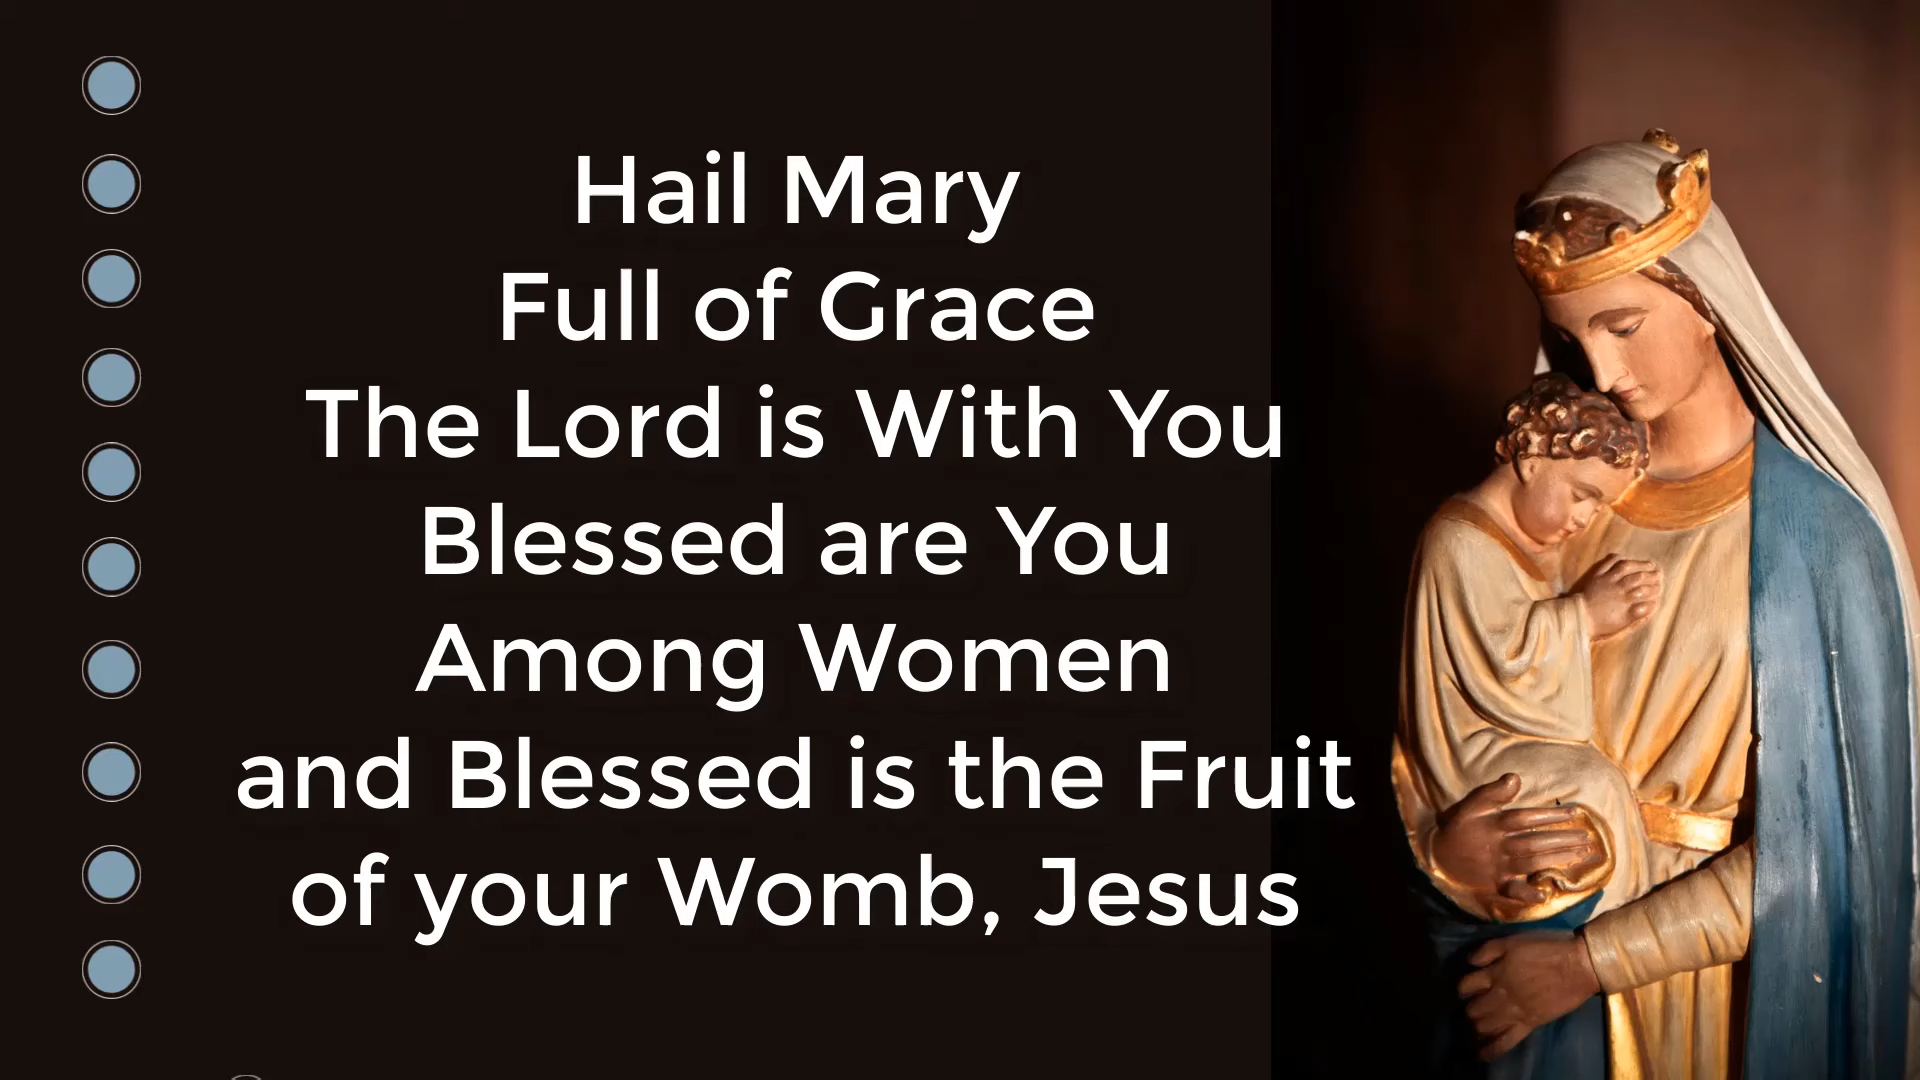 Hail Mary
Full of Grace
The Lord is With You
Blessed are You
Among Women
and Blessed is the Fruit
of your Womb, Jesus